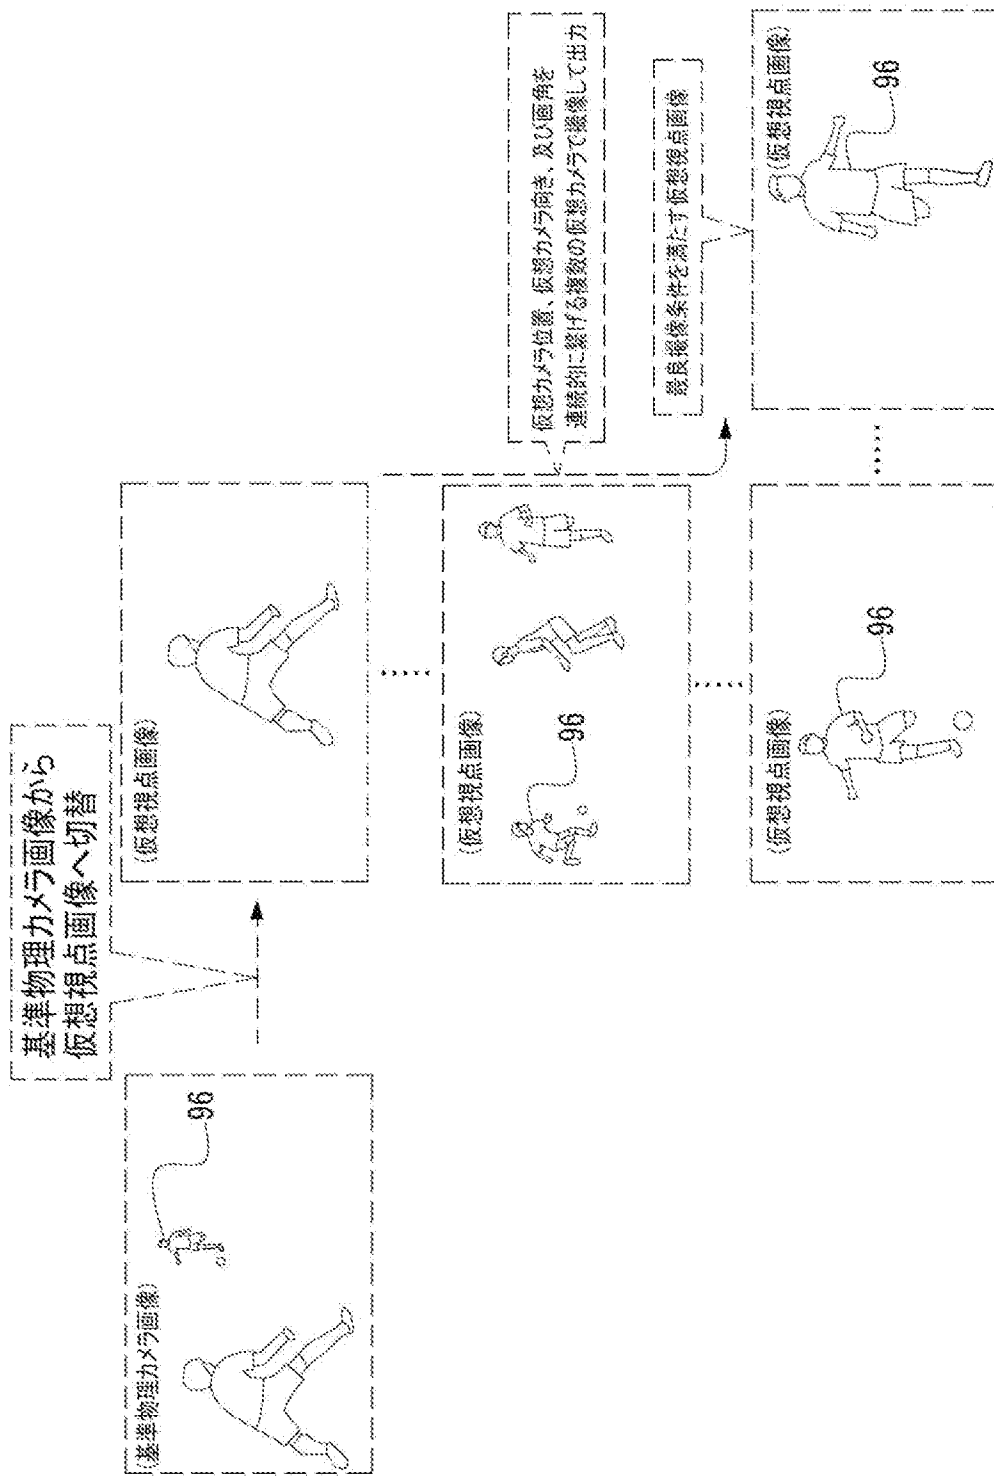 基準物理カメラ画像から
仮想視点画像へ切替
(基準物理カメラ画像)
96
(仮想視点画像)
仮想カメラ位置、仮想カメラ向き、及び画角を
連続的に繋げる複数の仮想カメラで撮像して出力
(仮想視点画像)
96
最良撮像条件を満たす仮想視点画像
(仮想視点画像)
96
(仮想視点画像)
96